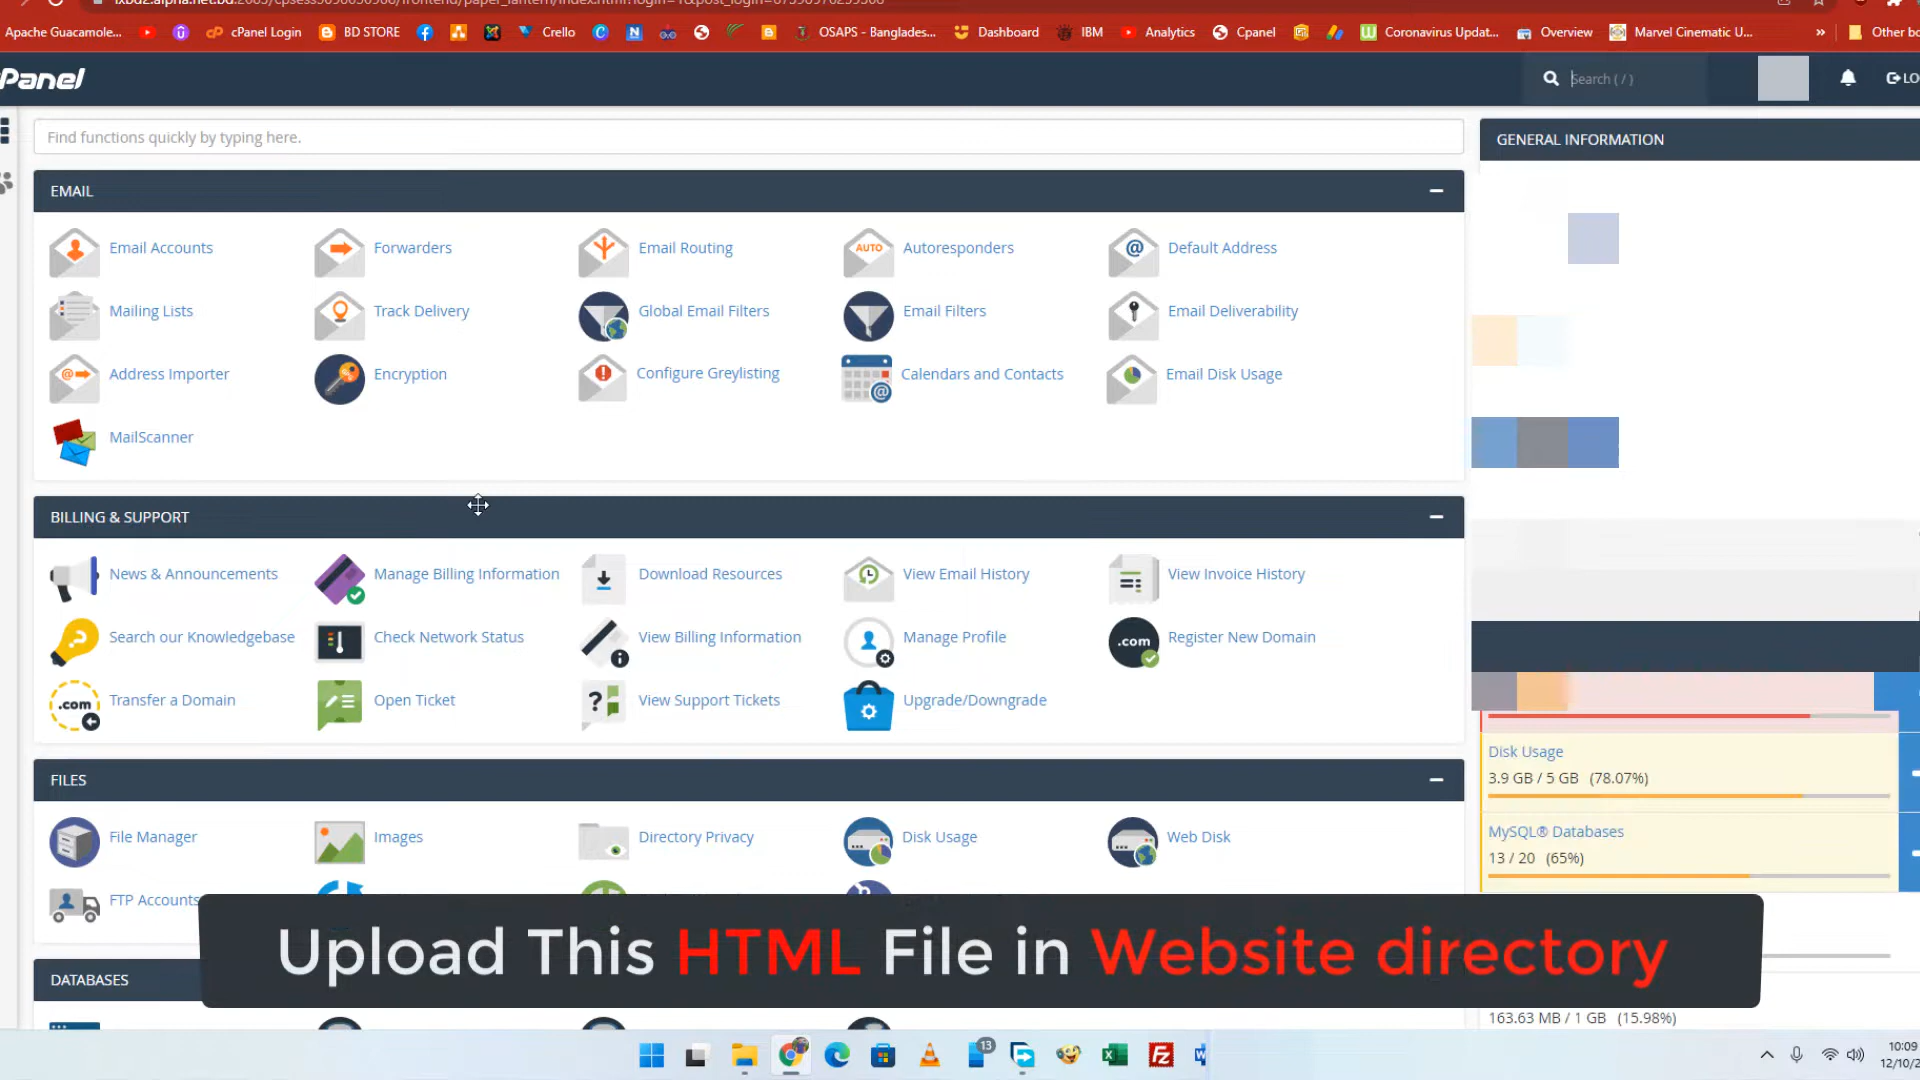 Apache Guacamole... cPanel Login BD STORE Crello OSAPS - Banglades... Dashboard IBM Analytics Cpanel Coronavirus Updat... Overview Marvel Cinematic U... » Other bo
Panel
Search ( / )
LO
Find functions quickly by typing here.
GENERAL INFORMATION
EMAIL
Email Accounts Forwarders Email Routing AUTO Autoresponders Default Address
Mailing Lists Track Delivery Global Email Filters Email Filters Email Deliverability
Address Importer Encryption Configure Greylisting Calendars and Contacts Email Disk Usage
MailScanner
BILLING & SUPPORT
News & Announcements Manage Billing Information Download Resources View Email History View Invoice History
Search our Knowledgebase Check Network Status View Billing Information Manage Profile .com Register New Domain
.com Transfer a Domain Open Ticket View Support Tickets Upgrade/Downgrade
Disk Usage
3.9 GB / 5 GB (78.07%)
FILES
MySQL® Databases
13 / 20 (65%)
File Manager Images Directory Privacy Disk Usage Web Disk
FTP Accounts
Upload This HTML File in Website directory
DATABASES
163.63 MB / 1 GB (15.98%)
13
10:09
12/10/2